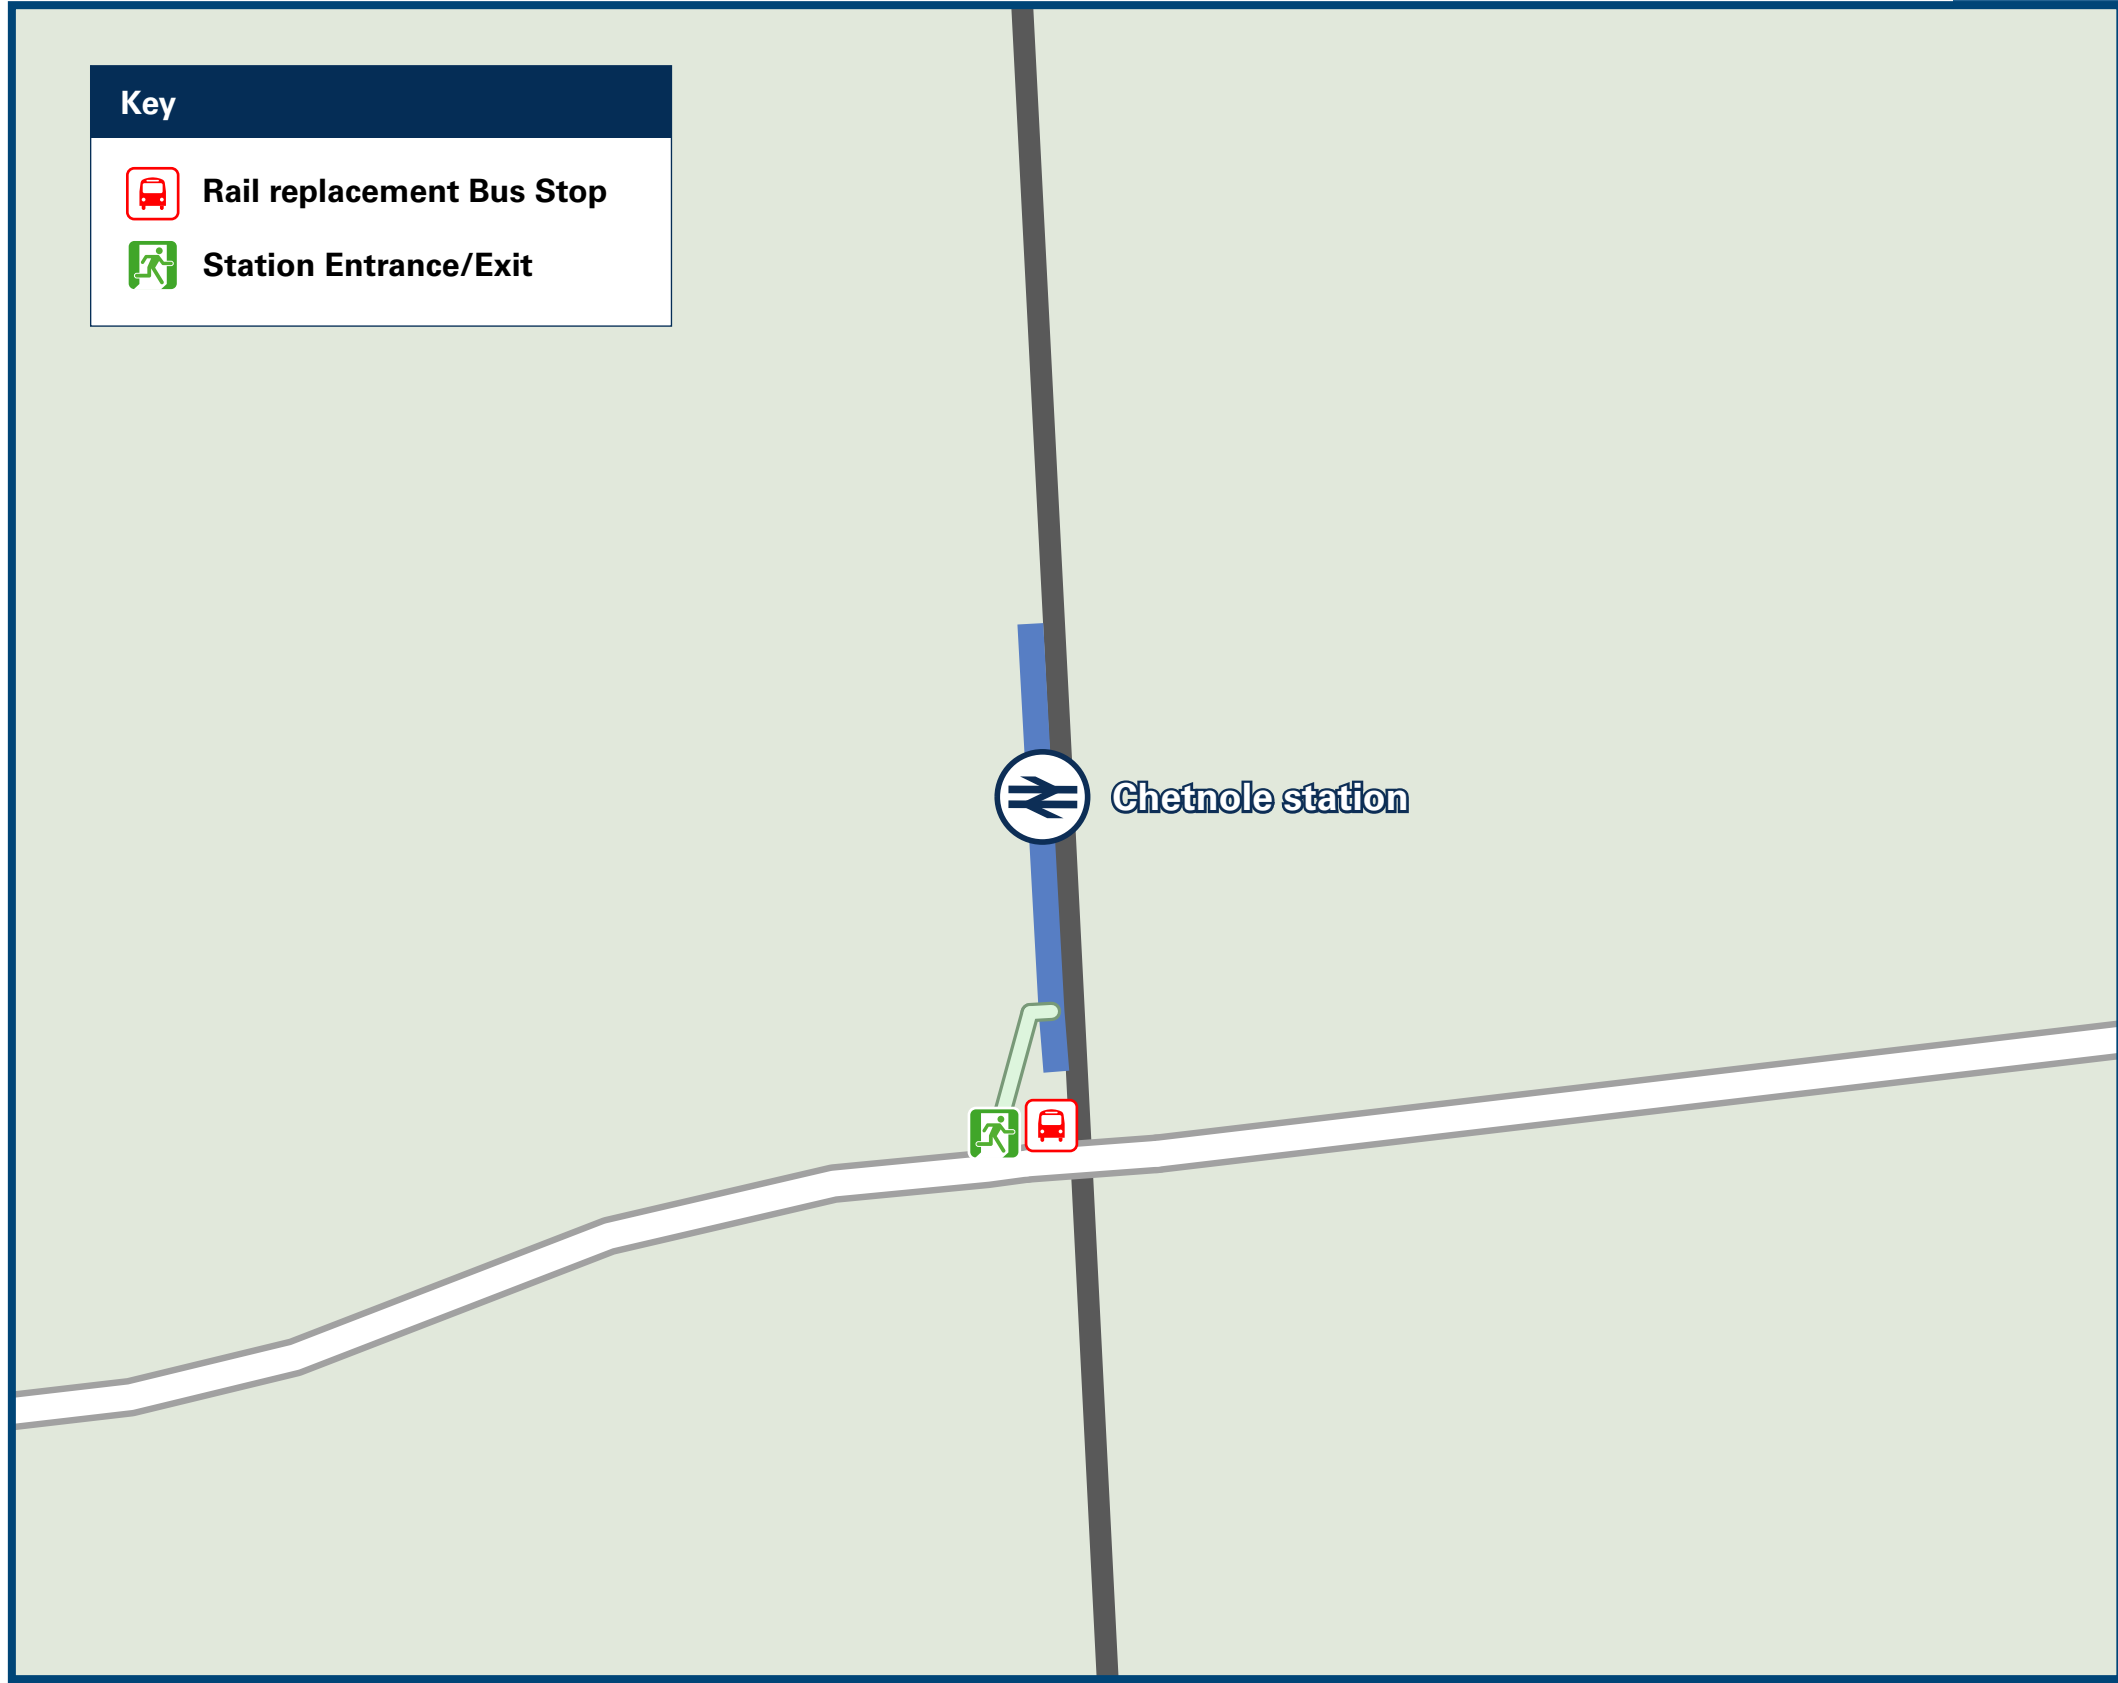 Key
Rail replacement Bus Stop
Station Entrance/Exit
Chetnole station